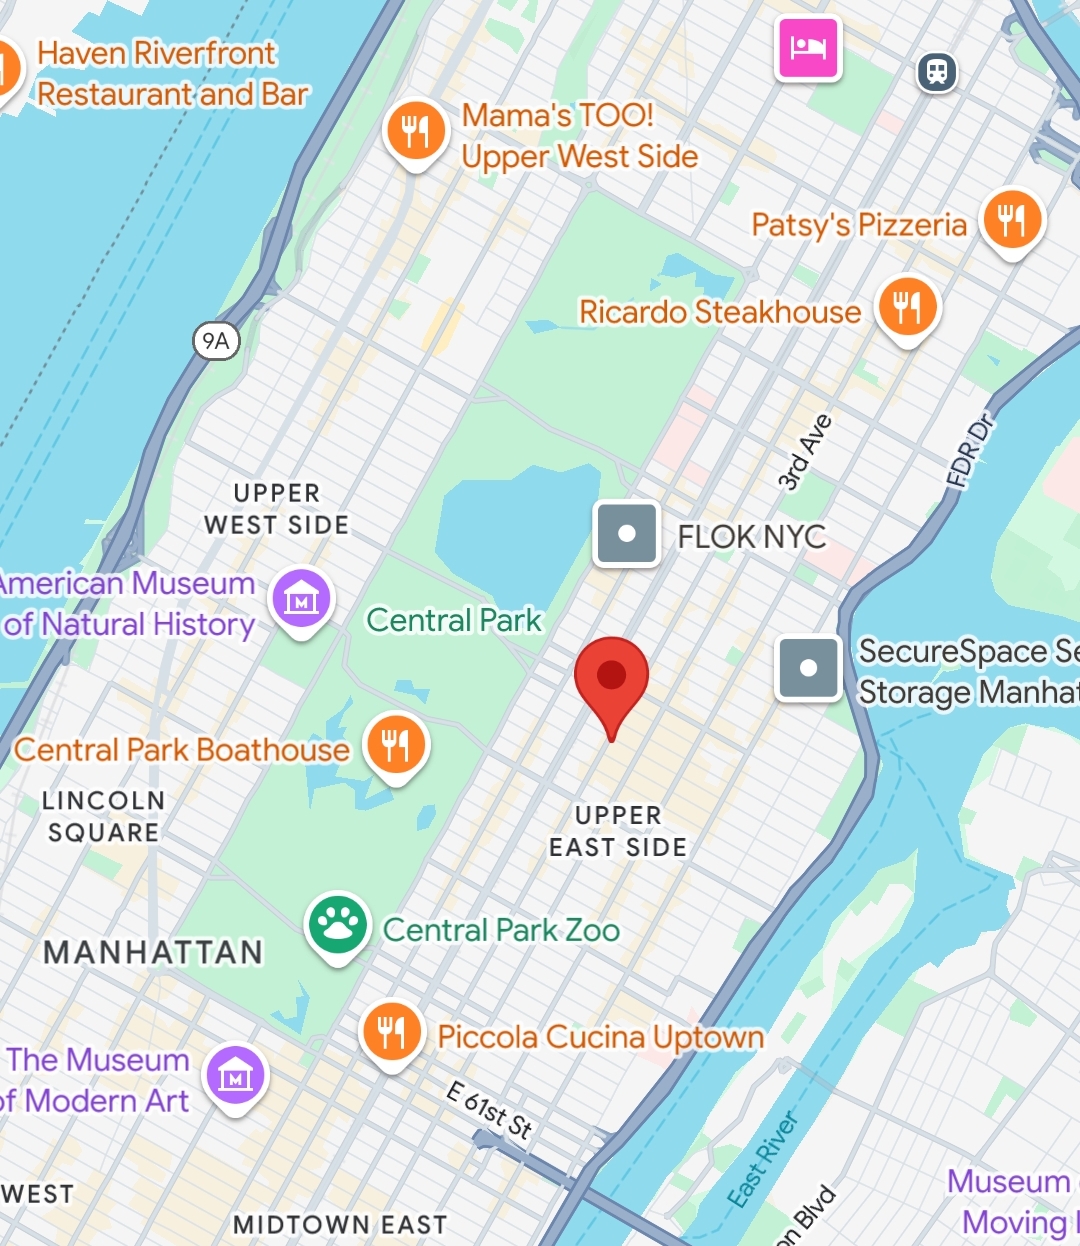 Haven Riverfront
Restaurant and Bar
Mama's TOO!
Upper West Side
Patsy's Pizzeria
Ricardo Steakhouse
9A
3rd Ave
FDR Dr
UPPER
WEST SIDE
FLOK NYC
American Museum
of Natural History
Central Park
SecureSpace Se
Storage Manhat
Central Park Boathouse
LINCOLN
SQUARE
UPPER
EAST SIDE
Central Park Zoo
MANHATTAN
Piccola Cucina Uptown
The Museum
of Modern Art
E 61st St
East River
WEST
MIDTOWN EAST
on Blvd
Museum
Moving